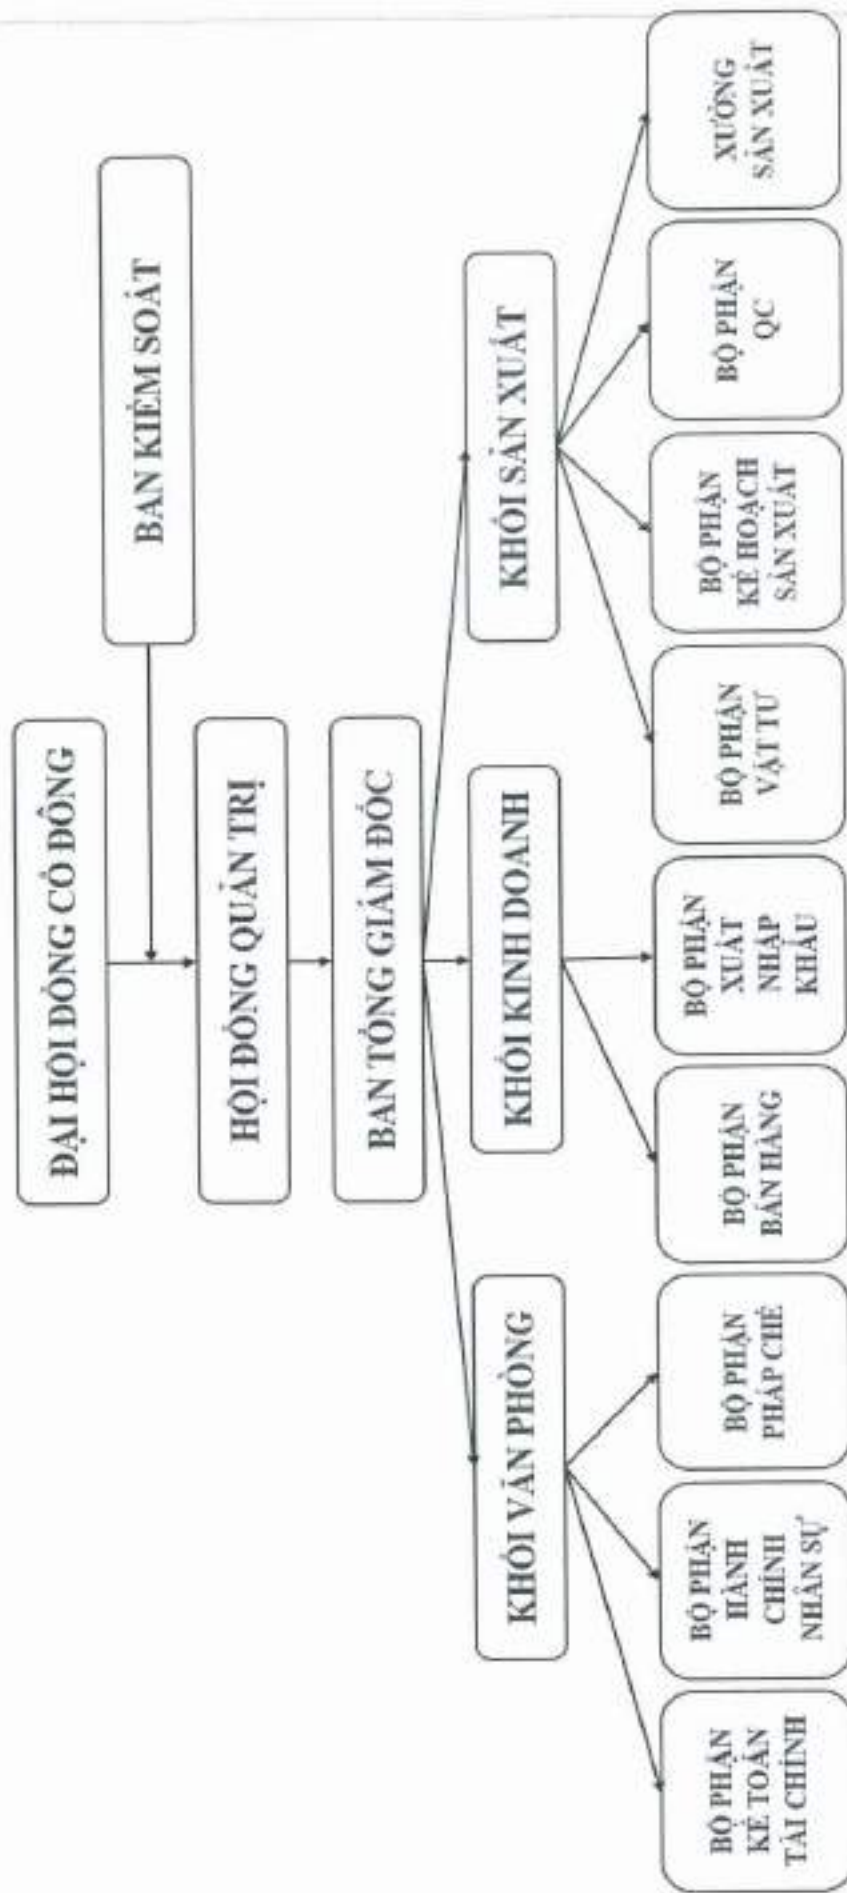 ĐẠI HỘI ĐỒNG CỔ ĐÔNG
BAN KIỂM SOÁT
HỘI ĐỒNG QUẢN TRỊ
BAN TỔNG GIÁM ĐỐC
KHỐI VĂN PHÒNG
KHỐI KINH DOANH
KHỐI SẢN XUẤT
BỘ PHẬN
KẾ TOÁN
TÀI CHÍNH
BỘ PHẬN
HÀNH
CHÍNH
NHÂN SỰ
BỘ PHẬN
PHÁP CHẾ
BỘ PHẬN
BÁN HÀNG
BỘ PHẬN
XUẤT
NHẬP
KHẨU
BỘ PHẬN
VẬT TƯ
BỘ PHẬN
KẾ HOẠCH
SẢN XUẤT
BỘ PHẬN
QC
XƯỞNG
SẢN XUẤT